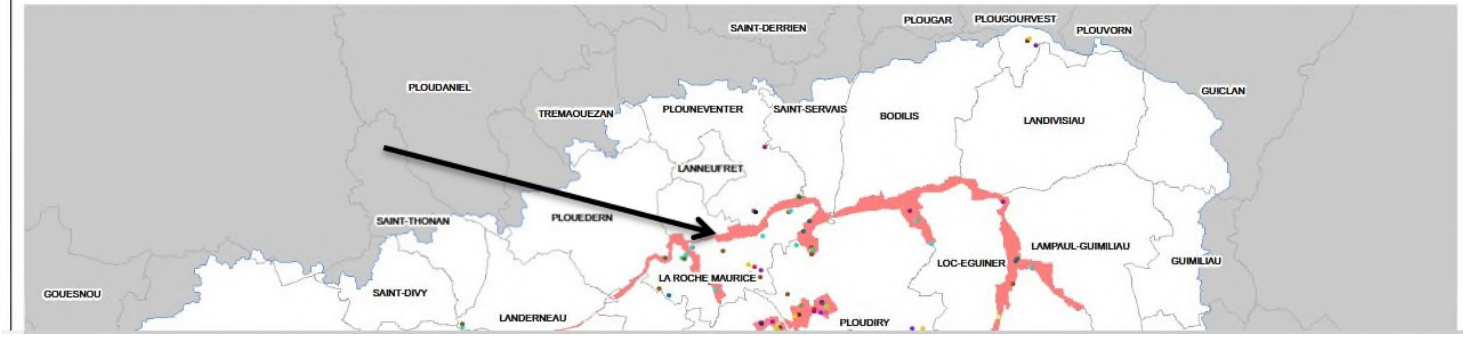 PLOUGAR
PLOUGOURVEST
SAINT-DERRIEN
PLOUVORN
PLOUDANIEL
GUICLAN
TREMAOUEZAN
PLOUNEVENTER
SAINT-SERVAIS
BODILIS
LANDIVISIAU
LANNEUFRET
SAINT-THONAN
PLOUEDERN
LAMPAUL-GUIMILIAU
LOC-EGUINER
GUIMILIAU
LA ROCHE MAURICE
GOUESNOU
SAINT-DIVY
LANDERNEAU
PLOUDIRY